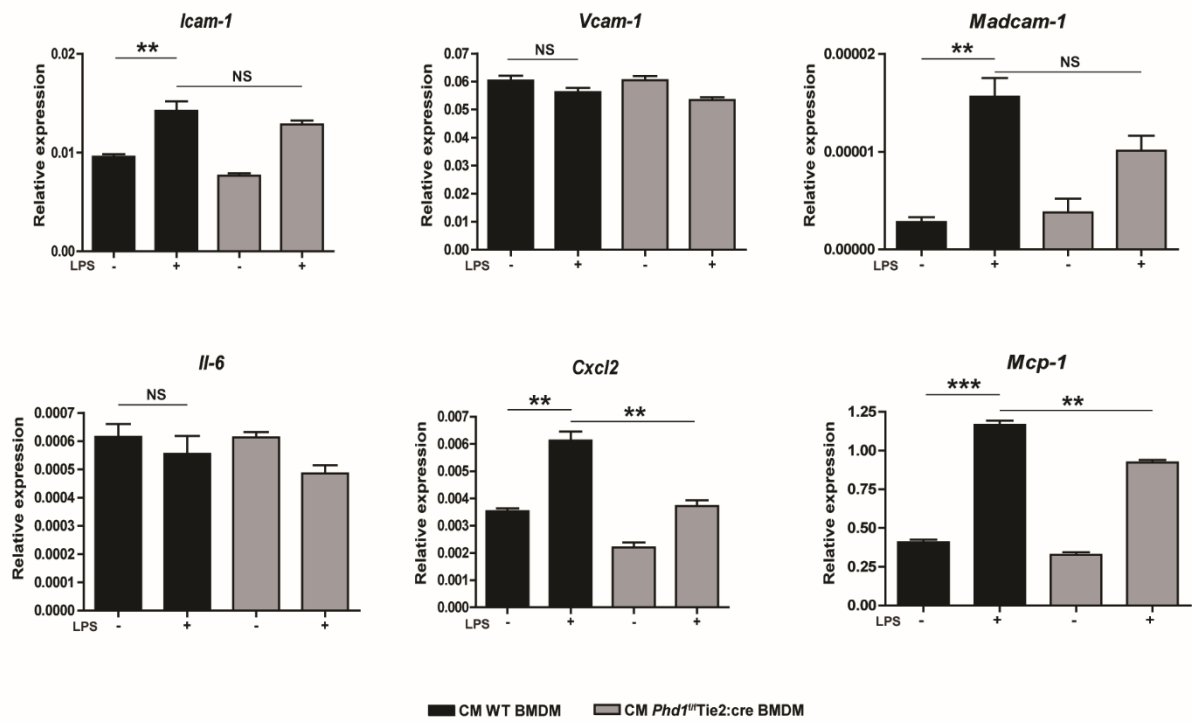 Icam-1
**
NS
0.02
0.01
0.00
Relative expression
LPS - + - +
Vcam-1
NS
0.07
0.06
0.05
0.04
0.03
0.02
0.01
0.00
Relative expression
- + - +
Madcam-1
**
NS
0.00002
0.00001
0.00000
Relative expression
LPS - + - +
Il-6
NS
0.0007
0.0006
0.0005
0.0004
0.0003
0.0002
0.0001
0.0000
Relative expression
LPS - + - +
Cxcl2
**
**
0.007
0.006
0.005
0.004
0.003
0.002
0.001
0.000
Relative expression
LPS - + - +
Mcp-1
***
**
1.25
1.00
0.75
0.50
0.25
0.00
Relative expression
LPS - + - +
CM WT BMDM CM Phd1f/fTie2:cre BMDM